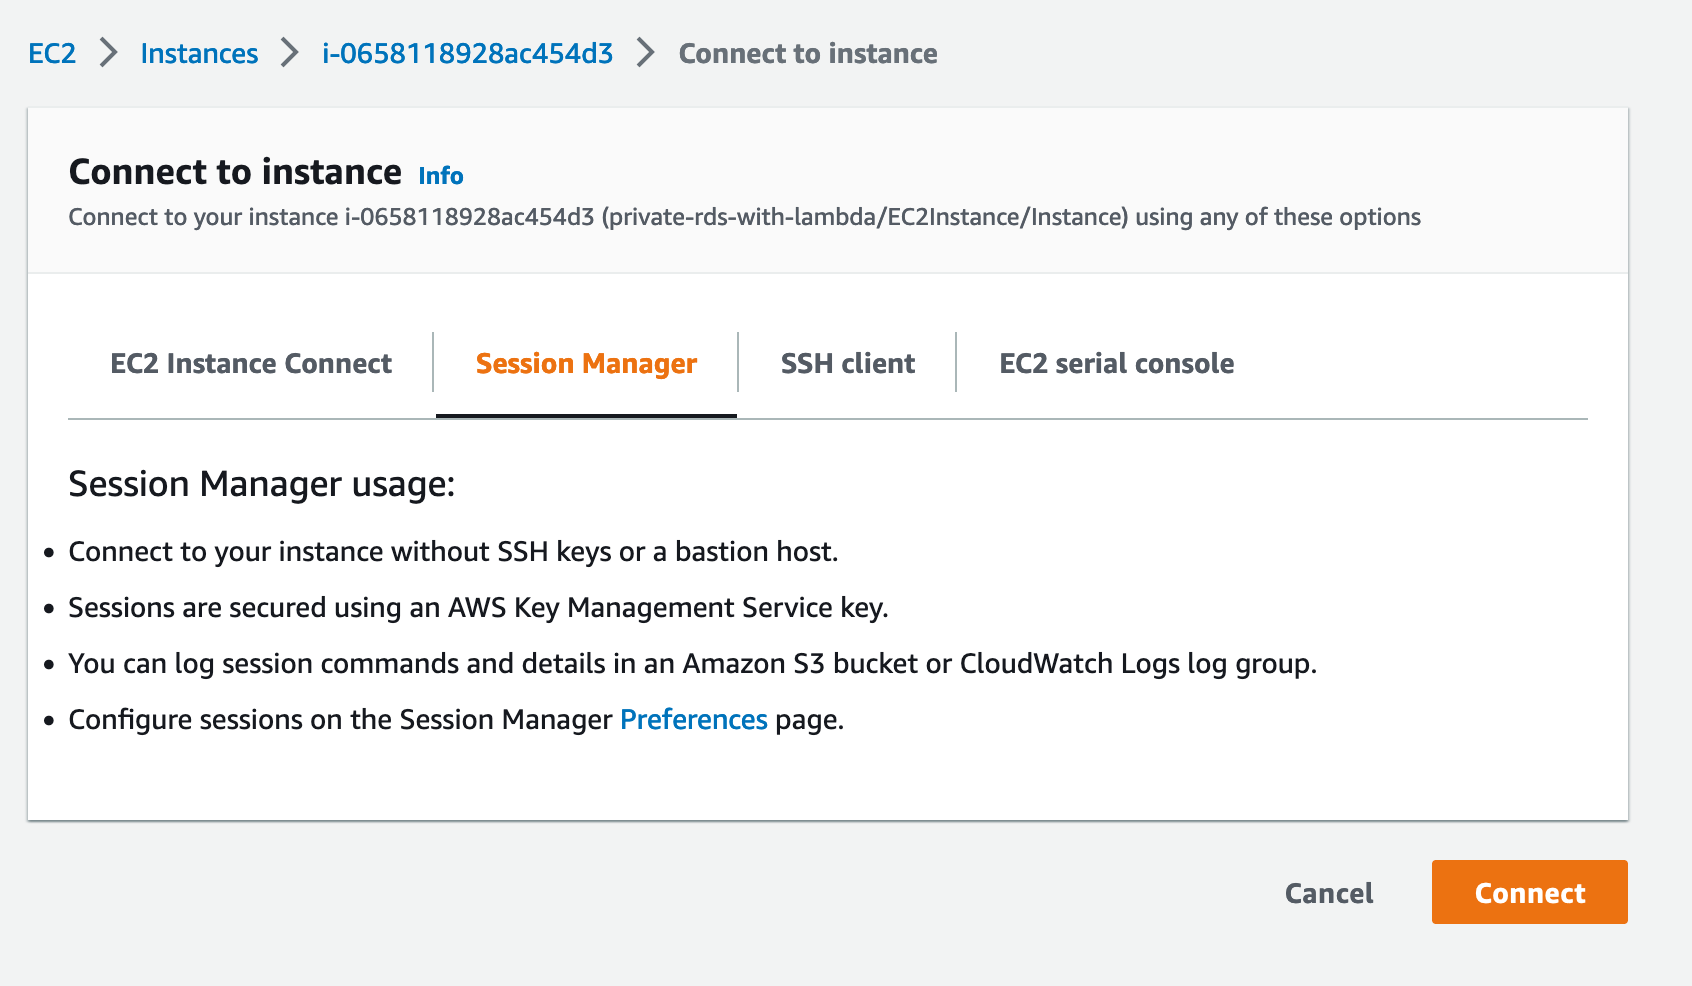 EC2 > Instances > i-0658118928ac454d3 > Connect to instance
Connect to instance Info
Connect to your instance i-0658118928ac454d3 (private-rds-with-lambda/EC2Instance/Instance) using any of these options
EC2 Instance Connect Session Manager SSH client EC2 serial console
Session Manager usage:
• Connect to your instance without SSH keys or a bastion host.
• Sessions are secured using an AWS Key Management Service key.
• You can log session commands and details in an Amazon S3 bucket or CloudWatch Logs log group.
• Configure sessions on the Session Manager Preferences page.
Cancel Connect